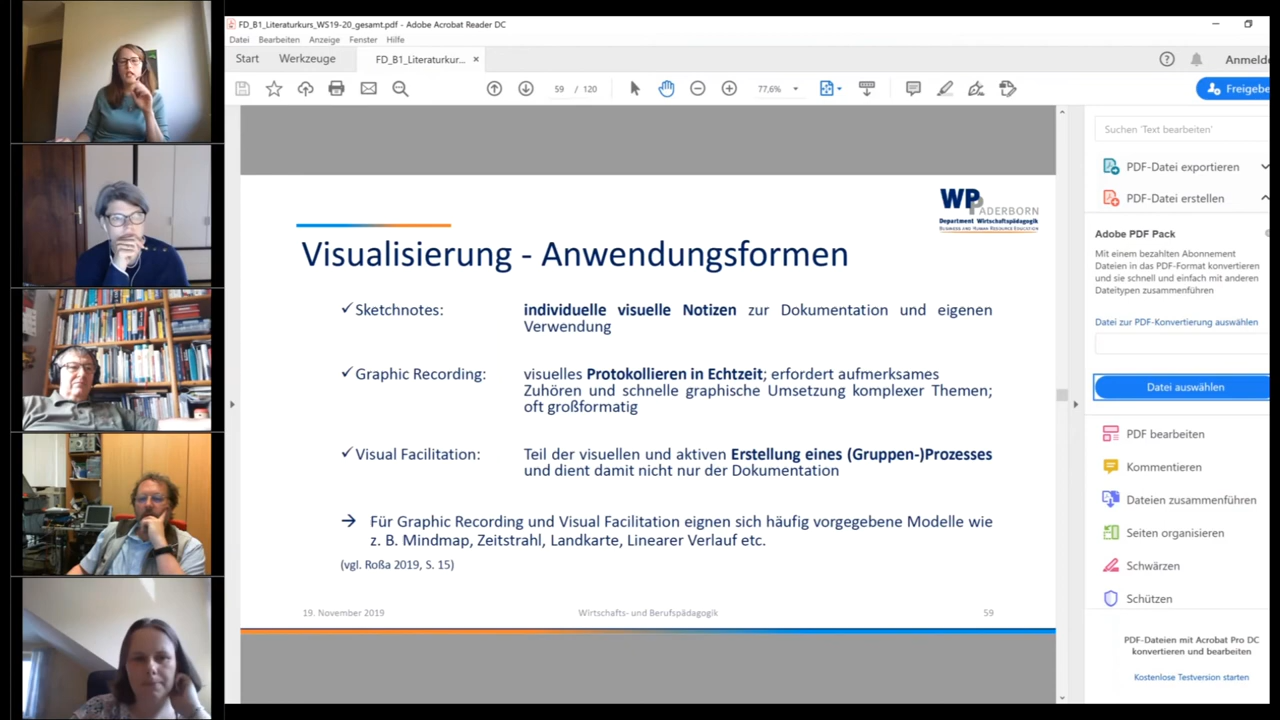 FD_B1_Literaturkurs_WS19-20_gesamt.pdf - Adobe Acrobat Reader DC
Datei Bearbeiten Anzeige Fenster Hilfe
Start Werkzeuge FD_B1_Literaturkur... ×
Anmelde
59 / 120
77,6%
Freigebe
WP PADERBORN
Department Wirtschaftspädagogik
BUSINESS AND HUMAN RESOURCE EDUCATION
Visualisierung - Anwendungsformen
✓ Sketchnotes: individuelle visuelle Notizen zur Dokumentation und eigenen
Verwendung
✓ Graphic Recording: visuelles Protokollieren in Echtzeit; erfordert aufmerksames
Zuhören und schnelle graphische Umsetzung komplexer Themen;
oft großformatig
✓ Visual Facilitation: Teil der visuellen und aktiven Erstellung eines (Gruppen-)Prozesses
und dient damit nicht nur der Dokumentation
→ Für Graphic Recording und Visual Facilitation eignen sich häufig vorgegebene Modelle wie
z. B. Mindmap, Zeitstrahl, Landkarte, Linearer Verlauf etc.
(vgl. Roßa 2019, S. 15)
19. November 2019 Wirtschafts- und Berufspädagogik 59
Suchen 'Text bearbeiten'
PDF-Datei exportieren
PDF-Datei erstellen
Adobe PDF Pack
Mit einem bezahlten Abonnement
Dateien in das PDF-Format konvertieren
und sie schnell und einfach mit anderen
Dateitypen zusammenführen
Datei zur PDF-Konvertierung auswählen
Datei auswählen
PDF bearbeiten
Kommentieren
Dateien zusammenführen
Seiten organisieren
Schwärzen
Schützen
PDF-Dateien mit Acrobat Pro DC
konvertieren und bearbeiten
Kostenlose Testversion starten